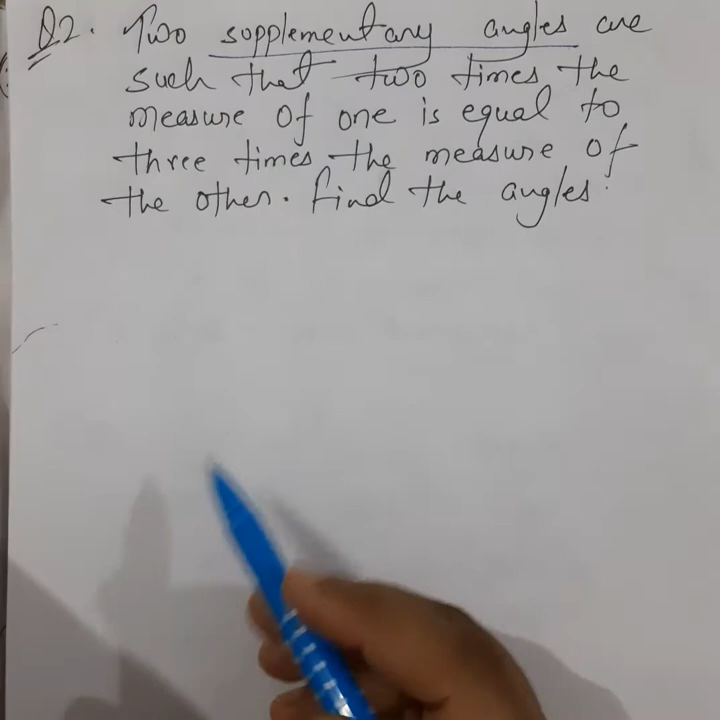 Q2. Two supplementary angles are
such that two times the
measure of one is equal to
three times the measure of
the other. find the angles.